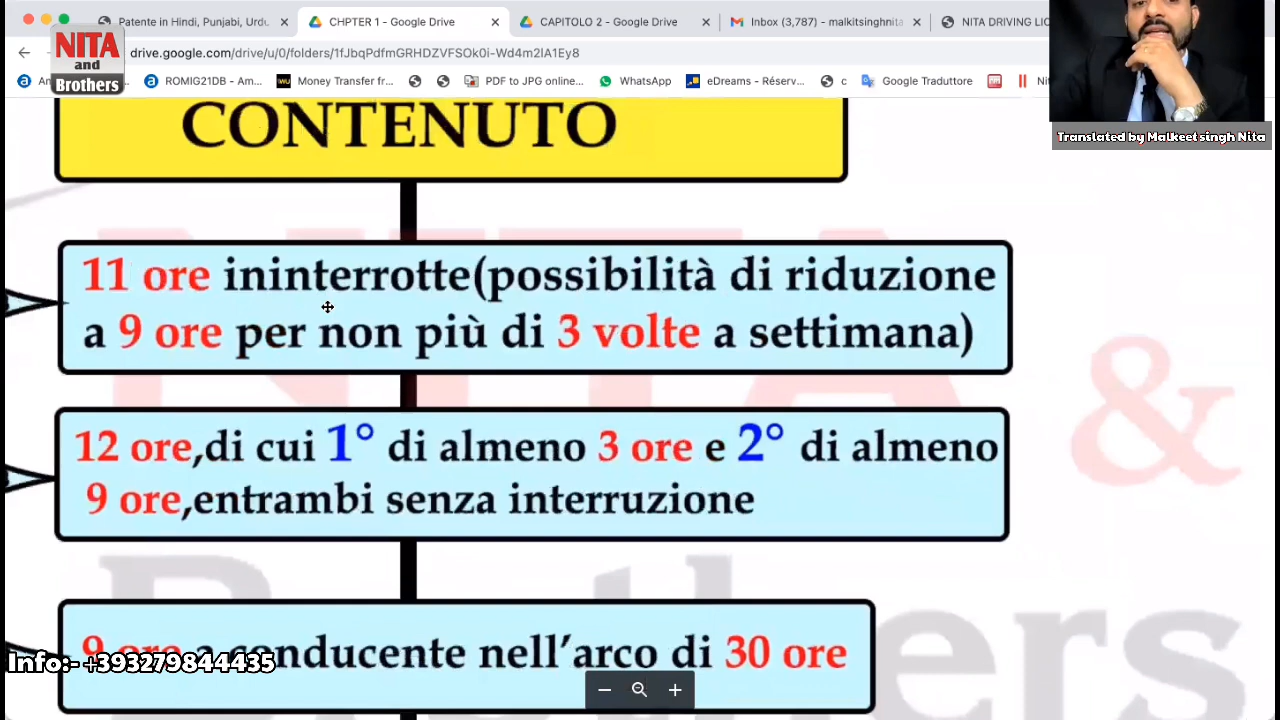 Patente in Hindi, Punjabi, Urdu.
CHPTER 1 - Google Drive
CAPITOLO 2 - Google Drive
Inbox (3,787) - malkitsinghnita
NITA DRIVING LIC
NITA
and
Brothers
drive.google.com/drive/u/0/folders/1fJbqPdfmGRHDZVFSOk0i-Wd4m2lA1Ey8
ROMIG21DB - Am...
Money Transfer fr...
PDF to JPG online...
WhatsApp
eDreams - Réserv...
c
Google Traduttore
Translated by Malkeet singh Nita
CONTENUTO
11 ore ininterrotte(possibilità di riduzione
a 9 ore per non più di 3 volte a settimana)
12 ore,di cui 1° di almeno 3 ore e 2° di almeno
9 ore,entrambi senza interruzione
9 ore a conducente nell’arco di 30 ore
Info:- +393279844435
NITA &
Brothers